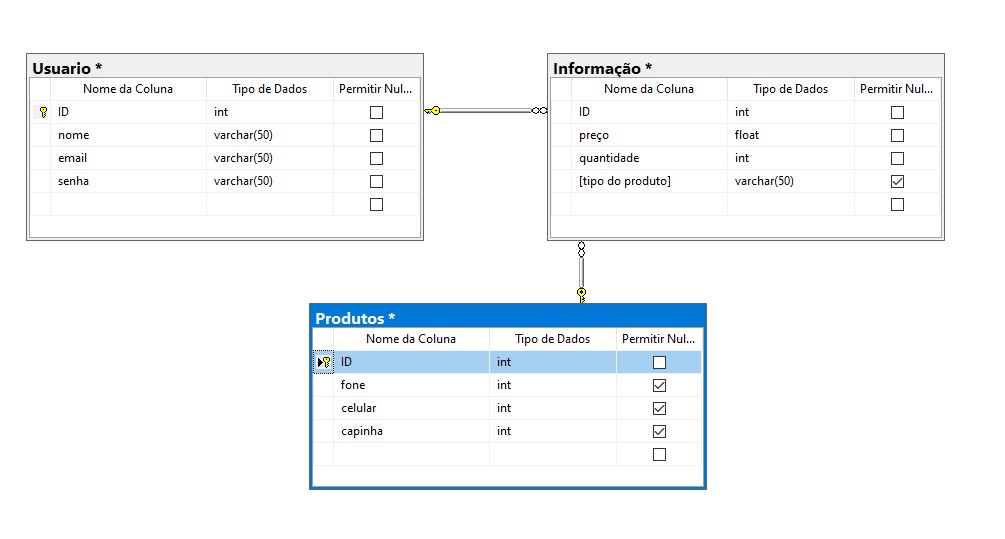 Usuario *
Nome da Coluna Tipo de Dados Permitir Nul...
ID int
nome varchar(50)
email varchar(50)
senha varchar(50)
Informação *
Nome da Coluna Tipo de Dados Permitir Nul...
ID int
preço float
quantidade int
[tipo do produto] varchar(50)
Produtos *
Nome da Coluna Tipo de Dados Permitir Nul...
ID int
fone int
celular int
capinha int